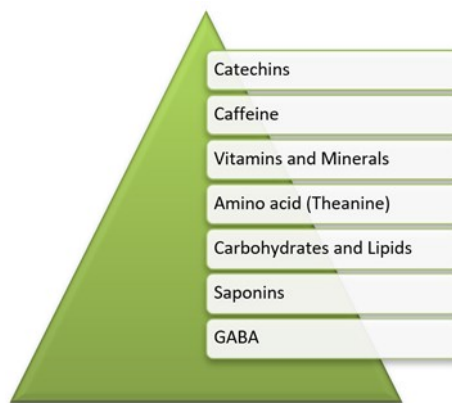 Catechins
Caffeine
Vitamins and Minerals
Amino acid (Theanine)
Carbohydrates and Lipids
Saponins
GABA